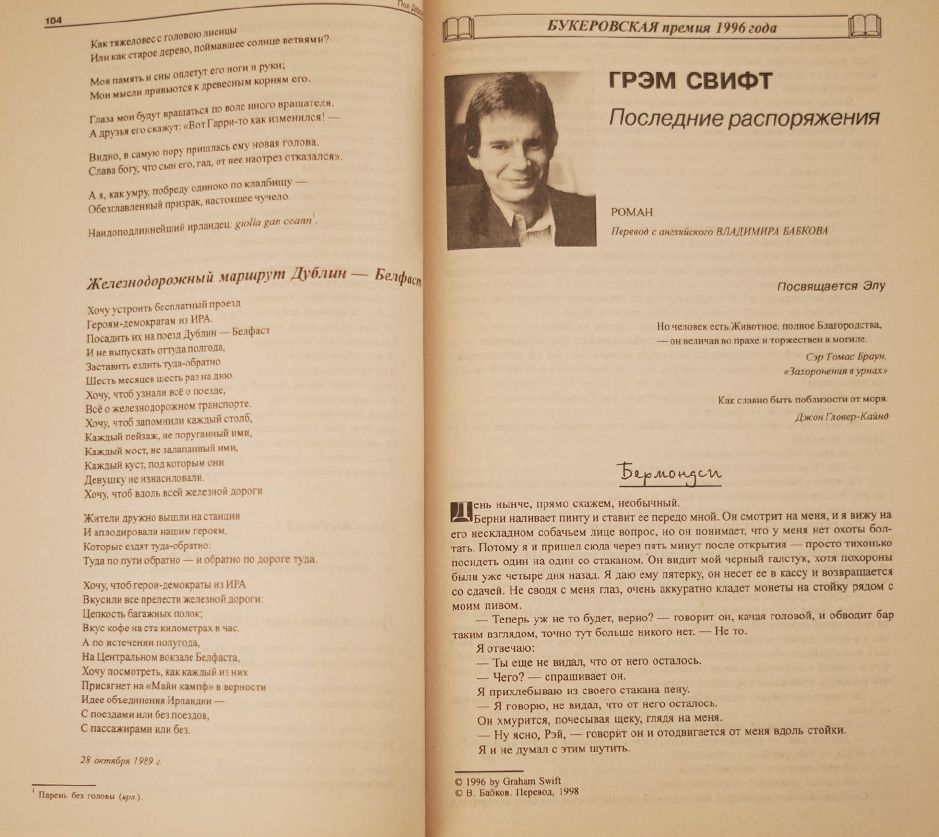 104
Как тяжеловес с головою лисицы
Или как старое дерево, поймавшее солнце ветвями?
Моя память и сны оплетут его ноги и руки;
Мои мысли привьются к древесным корням его.
Глаза мои будут вращаться по воле иного вращателя.
А друзья его скажут: «Вот Гарри-то как изменился! —
Видно, в самую пору пришлась ему новая голова.
Слава богу, что сын его, гад, от нее наотрез отказался».
А я, как умру, побреду одиноко по кладбищу —
Обезглавленный призрак, настоящее чучело.
Наидоподлиннейший ирландец: giolla gan ceann¹.
Железнодорожный маршрут Дублин — Белфаст
Хочу устроить бесплатный проезд
Героям-демократам из ИРА.
Посадить их на поезд Дублин — Белфаст
И не выпускать оттуда полгода,
Заставить ездить туда-обратно
Шесть месяцев шесть раз на дню.
Хочу, чтоб узнали всё о поезде,
Всё о железнодорожном транспорте.
Хочу, чтоб запомнили каждый столб,
Каждый пейзаж, не поруганный ими,
Каждый мост, не залапанный ими,
Каждый куст, под которым они
Девушку не изнасиловали.
Хочу, чтоб вдоль всей железной дороги
Жители дружно вышли на станции
И аплодировали нашим героям,
Которые ездят туда-обратно:
Туда по пути обратно — и обратно по дороге туда.
Хочу, чтоб герои-демократы из ИРА
Вкусили все прелести железной дороги:
Цепкость багажных полок;
Вкус кофе на ста километрах в час.
А по истечении полугода,
На Центральном вокзале Белфаста,
Хочу посмотреть, как каждый из них
Присягнет на «Майн кампф» в верности
Идее объединения Ирландии —
С поездами или без поездов,
С пассажирами или без.
28 октября 1989 г.
¹ Парень без головы (ирл.).
БУКЕРОВСКАЯ премия 1996 года
ГРЭМ СВИФТ
Последние распоряжения
РОМАН
Перевод с английского ВЛАДИМИРА БАБКОВА
Посвящается Элу
Но человек есть Животное, полное Благородства,
— он величав во прахе и торжествен в могиле.
Сэр Томас Браун.
«Захоронения в урнах»
Как славно быть поблизости от моря.
Джон Гловер-Кайнд
Бермондси
День нынче, прямо скажем, необычный.
Берни наливает пинту и ставит ее передо мной. Он смотрит на меня, и я вижу на
его нескладном собачьем лице вопрос, но он понимает, что у меня нет охоты бол-
тать. Потому я и пришел сюда через пять минут после открытия — просто тихонько
посидеть один на один со стаканом. Он видит мой черный галстук, хотя похороны
были уже четыре дня назад. Я даю ему пятерку, он несет ее в кассу и возвращается
со сдачей. Не сводя с меня глаз, очень аккуратно кладет монеты на стойку рядом с
моим пивом.
— Теперь уж не то будет, верно? — говорит он, качая головой, и обводит бар
таким взглядом, точно тут больше никого нет. — Не то.
Я отвечаю:
— Ты еще не видал, что от него осталось.
— Чего? — спрашивает он.
Я прихлебываю из своего стакана пену.
— Я говорю, не видал, что от него осталось.
Он хмурится, почесывая щеку, глядя на меня.
— Ну ясно, Рэй, — говорит он и отодвигается от меня вдоль стойки.
Я и не думал с этим шутить.
© 1996 by Graham Swift
© В. Бабков. Перевод, 1998